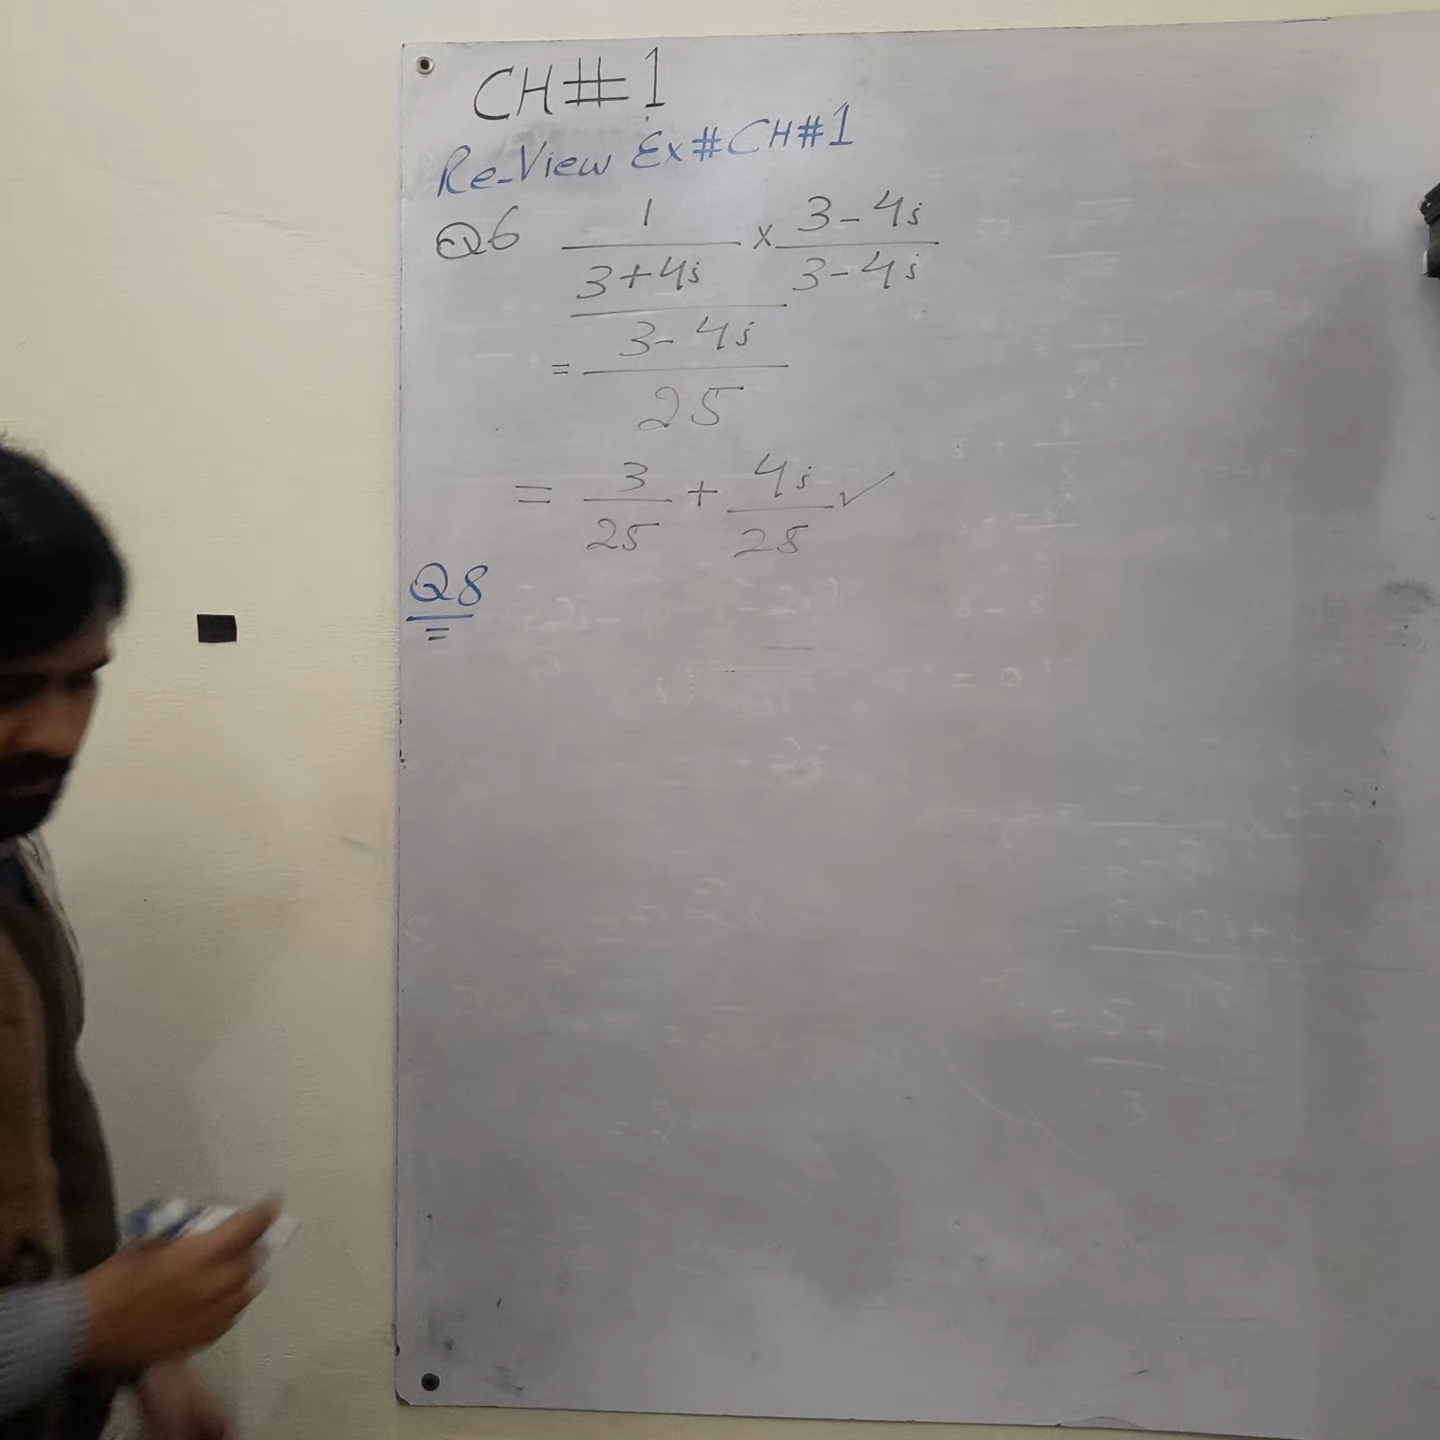 CH#1
Re-View Ex#CH#1
Q6 1/3+4i × 3-4i/3-4i
= 3-4i/25
= 3/25 + 4i/25 ✓
Q8